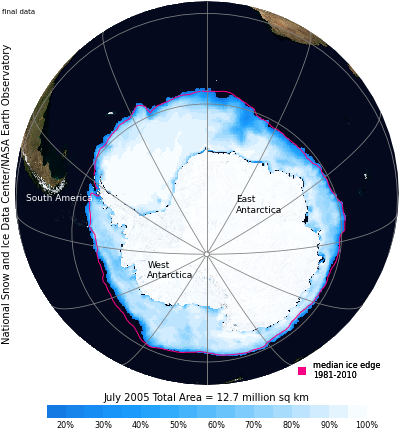 final data
National Snow and Ice Data Center/NASA Earth Observatory
South America
East
Antarctica
West
Antarctica
median ice edge
1981-2010
July 2005 Total Area = 12.7 million sq km
20% 30% 40% 50% 60% 70% 80% 90% 100%